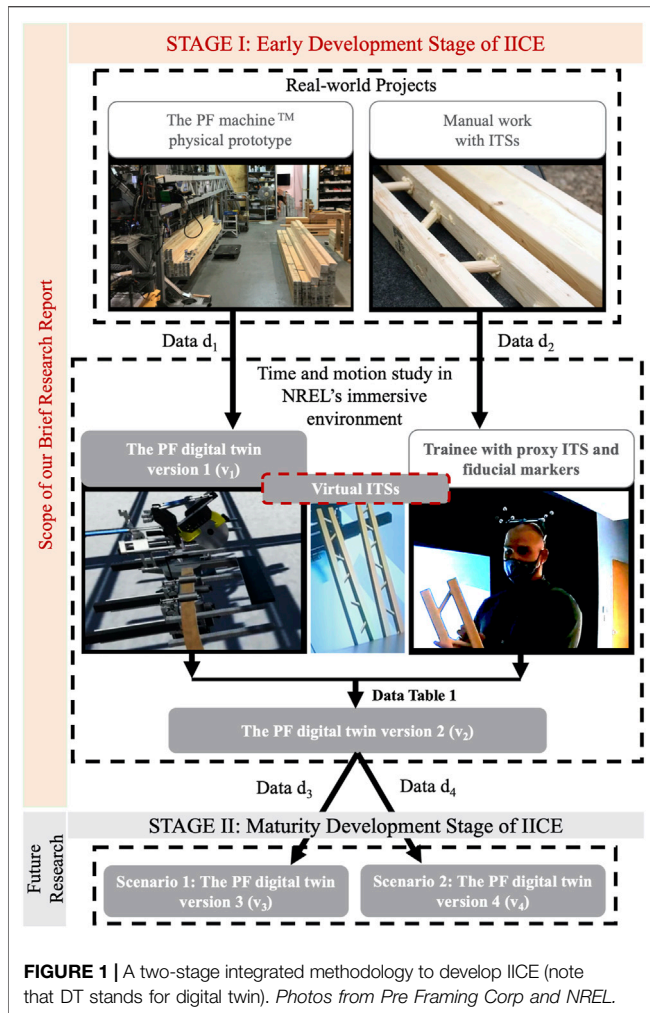 STAGE I: Early Development Stage of IICE
Scope of our Brief Research Report
Real-world Projects
The PF machine™
physical prototype
Manual work
with ITSs
Data d₁
Data d₂
Time and motion study in
NREL's immersive
environment
The PF digital twin
version 1 (v₁)
Trainee with proxy ITS and
fiducial markers
Virtual ITSs
Data Table 1
The PF digital twin version 2 (v₂)
Data d₃
Data d₄
Future
Research
STAGE II: Maturity Development Stage of IICE
Scenario 1: The PF digital twin
version 3 (v₃)
Scenario 2: The PF digital twin
version 4 (v₄)
FIGURE 1 | A two-stage integrated methodology to develop IICE (note
that DT stands for digital twin). Photos from Pre Framing Corp and NREL.